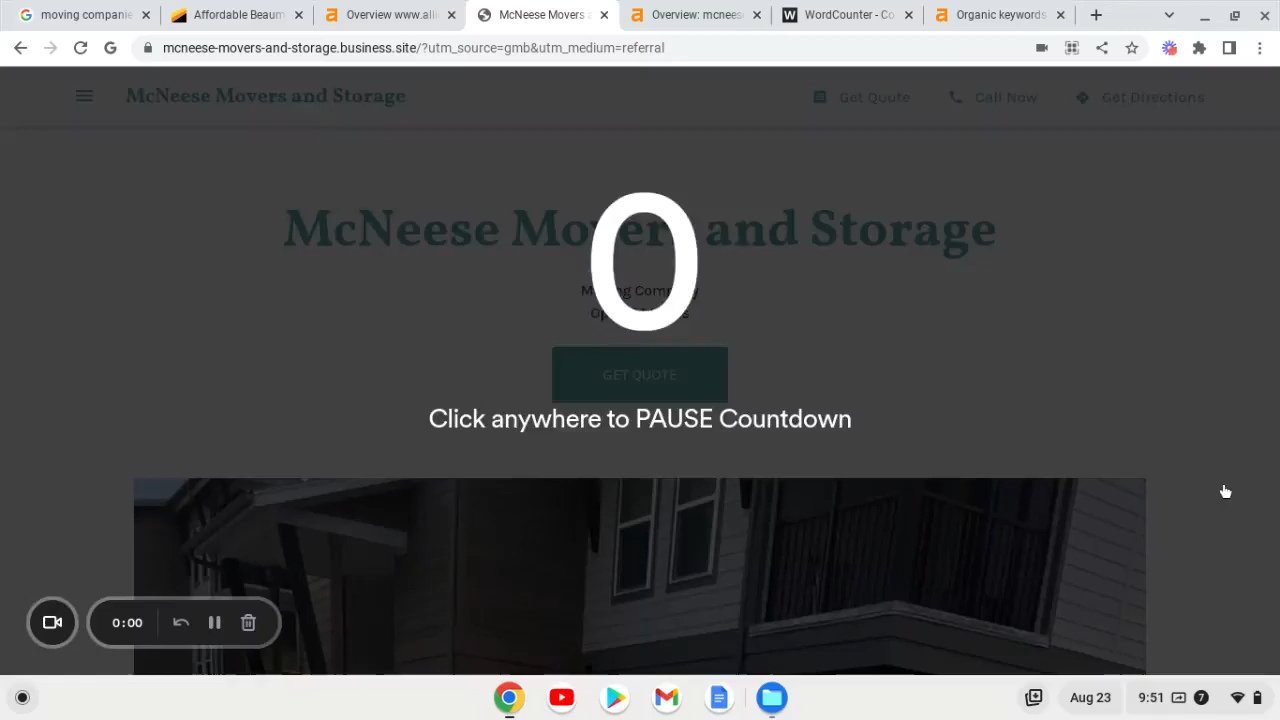 moving companie
Affordable Beaum
Overview www.alli
McNeese Movers a
Overview: mcnees
WordCounter - Co
Organic keywords
mcneese-movers-and-storage.business.site/?utm_source=gmb&utm_medium=referral
McNeese Movers and Storage
Get Quote
Call Now
Get Directions
McNeese Movers and Storage
0
GET QUOTE
Click anywhere to PAUSE Countdown
0:00
Aug 23
9:51
7